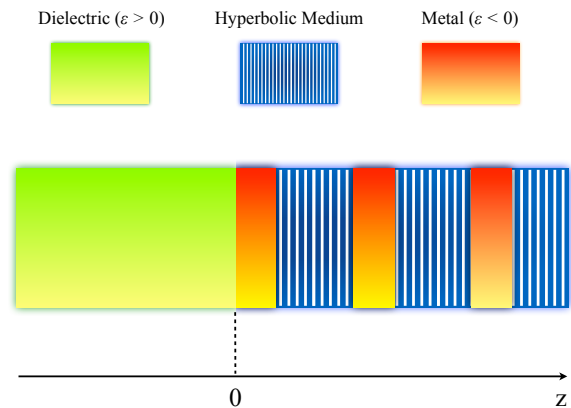 Dielectric (ε > 0) Hyperbolic Medium Metal (ε < 0)
0 z